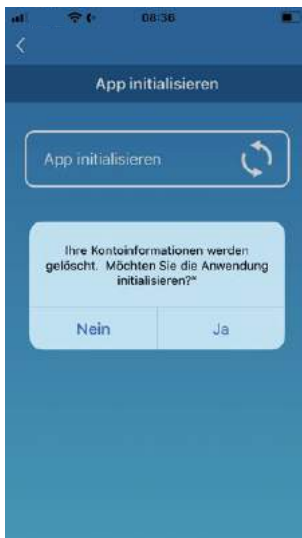 08:36
App initialisieren
App initialisieren
Ihre Kontoinformationen werden
gelöscht. Möchten Sie die Anwendung
initialisieren?"
Nein Ja